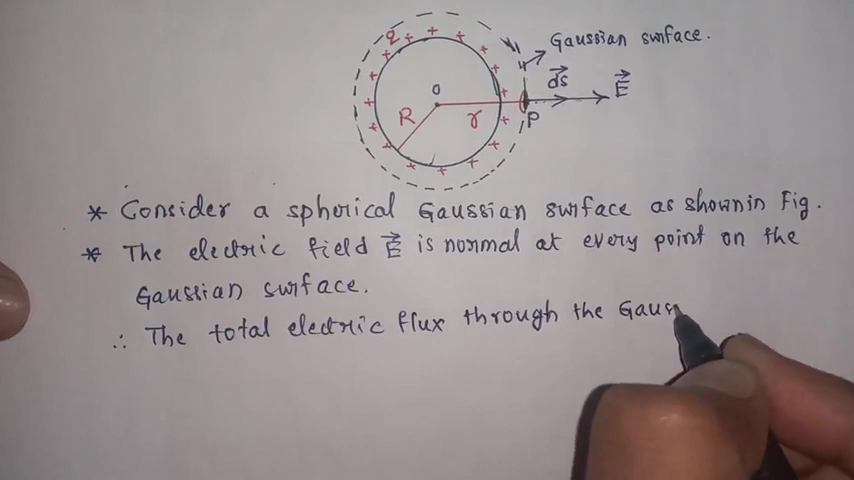 q
Gaussian surface.
O
R
r
P
ds
E
* Consider a spherical Gaussian surface as shown in Fig.
* The electric field E is normal at every point on the
Gaussian surface.
∴ The total electric flux through the Gaus